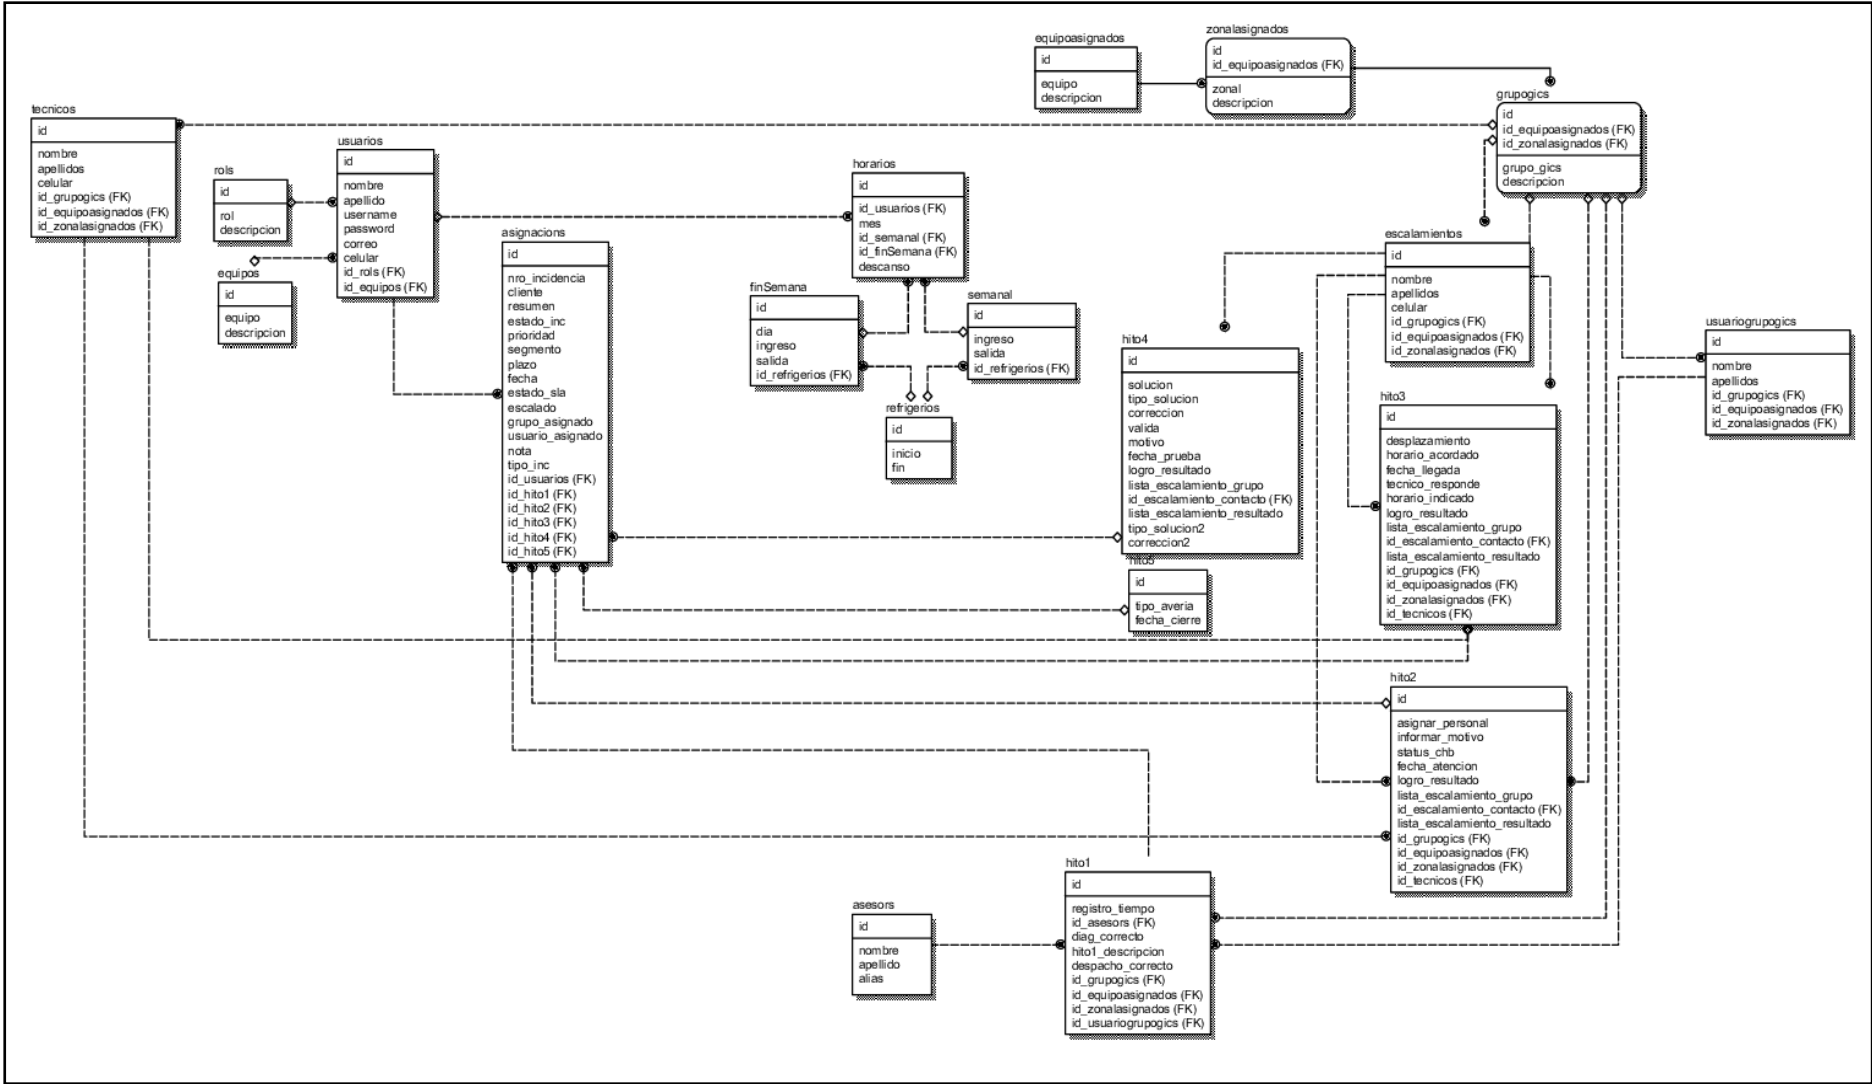 equipoasignados
id
equipo
descripcion
zonalasignados
id
id_equipoasignados (FK)
zonal
descripcion
grupogics
id
id_equipoasignados (FK)
id_zonalasignados (FK)
grupo_gics
descripcion
tecnicos
id
nombre
apellidos
celular
id_grupogics (FK)
id_equipoasignados (FK)
id_zonalasignados (FK)
rols
id
rol
descripcion
equipos
id
equipo
descripcion
usuarios
id
nombre
apellido
username
password
correo
celular
id_rols (FK)
id_equipos (FK)
asignacions
id
nro_incidencia
cliente
resumen
estado_inc
prioridad
segmento
plazo
fecha
estado_sla
escalado
grupo_asignado
usuario_asignado
nota
tipo_inc
id_usuarios (FK)
id_hito1 (FK)
id_hito2 (FK)
id_hito3 (FK)
id_hito4 (FK)
id_hito5 (FK)
horarios
id
id_usuarios (FK)
mes
id_semanal (FK)
id_finSemana (FK)
descanso
finSemana
id
dia
ingreso
salida
id_refrigerios (FK)
semanal
id
ingreso
salida
id_refrigerios (FK)
refrigerios
id
inicio
fin
escalamientos
id
nombre
apellidos
celular
id_grupogics (FK)
id_equipoasignados (FK)
id_zonalasignados (FK)
usuariogrupogics
id
nombre
apellidos
id_grupogics (FK)
id_equipoasignados (FK)
id_zonalasignados (FK)
hito4
id
solucion
tipo_solucion
correccion
valida
motivo
fecha_prueba
logro_resultado
lista_escalamiento_grupo
id_escalamiento_contacto (FK)
lista_escalamiento_resultado
tipo_solucion2
correccion2
hito5
id
tipo_averia
fecha_cierre
hito3
id
desplazamiento
horario_acordado
fecha_llegada
tecnico_responde
horario_indicado
logro_resultado
lista_escalamiento_grupo
id_escalamiento_contacto (FK)
lista_escalamiento_resultado
id_grupogics (FK)
id_equipoasignados (FK)
id_zonalasignados (FK)
id_tecnicos (FK)
hito2
id
asignar_personal
informar_motivo
status_chb
fecha_atencion
logro_resultado
lista_escalamiento_grupo
id_escalamiento_contacto (FK)
lista_escalamiento_resultado
id_grupogics (FK)
id_equipoasignados (FK)
id_zonalasignados (FK)
id_tecnicos (FK)
asesors
id
nombre
apellido
alias
hito1
id
registro_tiempo
id_asesors (FK)
diag_correcto
hito1_descripcion
despacho_correcto
id_grupogics (FK)
id_equipoasignados (FK)
id_zonalasignados (FK)
id_usuariogrupogics (FK)